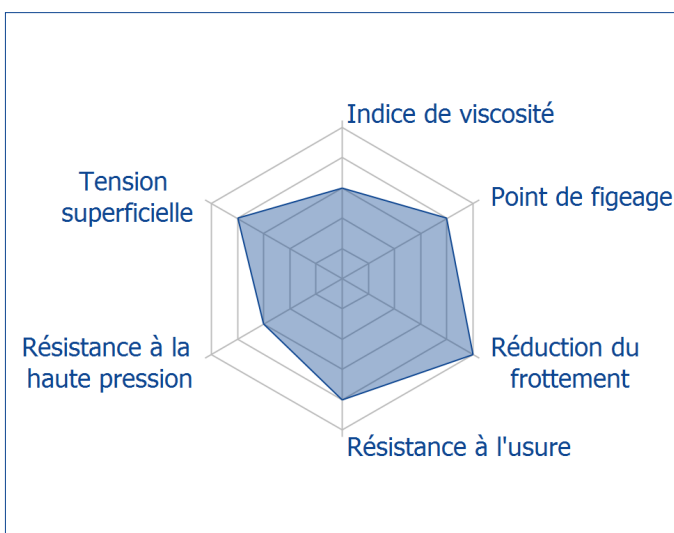 Indice de viscosité
Tension
superficielle
Point de figeage
Résistance à la
haute pression
Réduction du
frottement
Résistance à l'usure